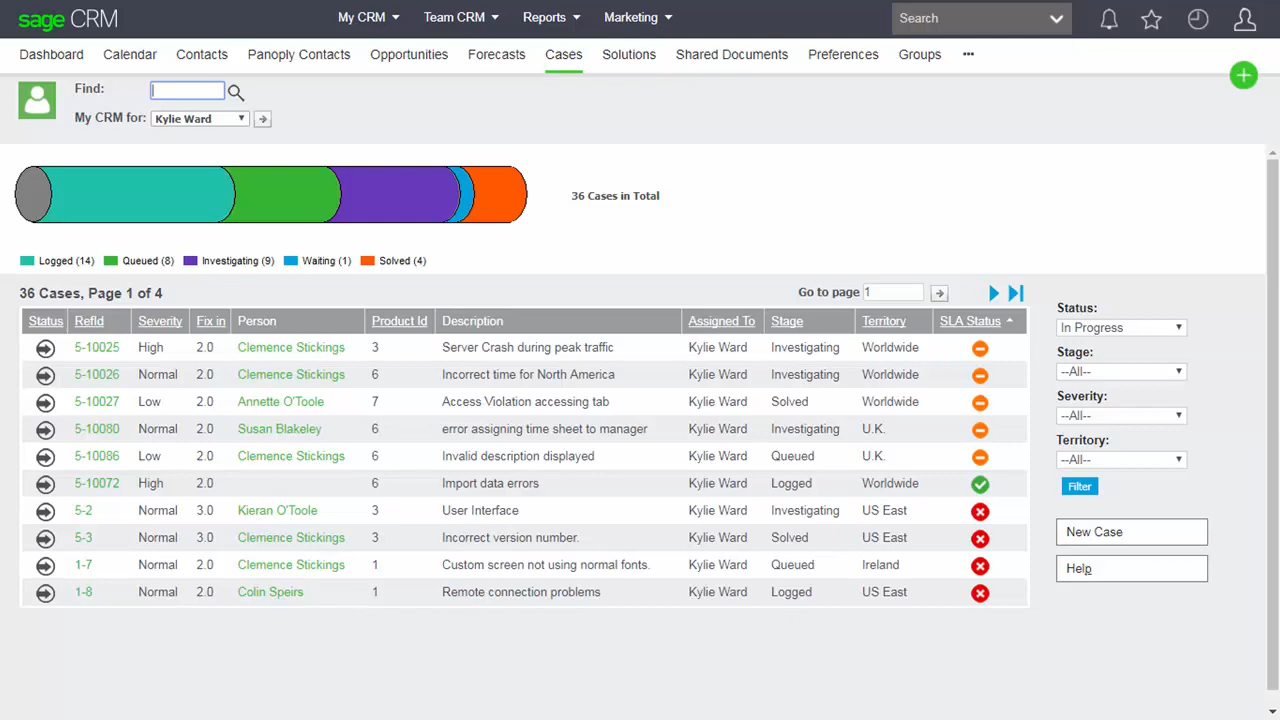 sage CRM My CRM Team CRM Reports Marketing Search
Dashboard Calendar Contacts Panoply Contacts Opportunities Forecasts Cases Solutions Shared Documents Preferences Groups •••
Find:
My CRM for: Kylie Ward
36 Cases in Total
Logged (14) Queued (8) Investigating (9) Waiting (1) Solved (4)
36 Cases, Page 1 of 4 Go to page 1
Status RefId Severity Fix in Person Product Id Description Assigned To Stage Territory SLA Status
5-10025 High 2.0 Clemence Stickings 3 Server Crash during peak traffic Kylie Ward Investigating Worldwide
5-10026 Normal 2.0 Clemence Stickings 6 Incorrect time for North America Kylie Ward Investigating Worldwide
5-10027 Low 2.0 Annette O'Toole 7 Access Violation accessing tab Kylie Ward Solved Worldwide
5-10080 Normal 2.0 Susan Blakeley 6 error assigning time sheet to manager Kylie Ward Investigating U.K.
5-10086 Low 2.0 Clemence Stickings 6 Invalid description displayed Kylie Ward Queued U.K.
5-10072 High 2.0 6 Import data errors Kylie Ward Logged Worldwide
5-2 Normal 3.0 Kieran O'Toole 3 User Interface Kylie Ward Investigating US East
5-3 Normal 3.0 Clemence Stickings 3 Incorrect version number. Kylie Ward Solved US East
1-7 Normal 2.0 Clemence Stickings 1 Custom screen not using normal fonts. Kylie Ward Queued Ireland
1-8 Normal 2.0 Colin Speirs 1 Remote connection problems Kylie Ward Logged US East
Status:
In Progress
Stage:
--All--
Severity:
--All--
Territory:
--All--
Filter
New Case
Help